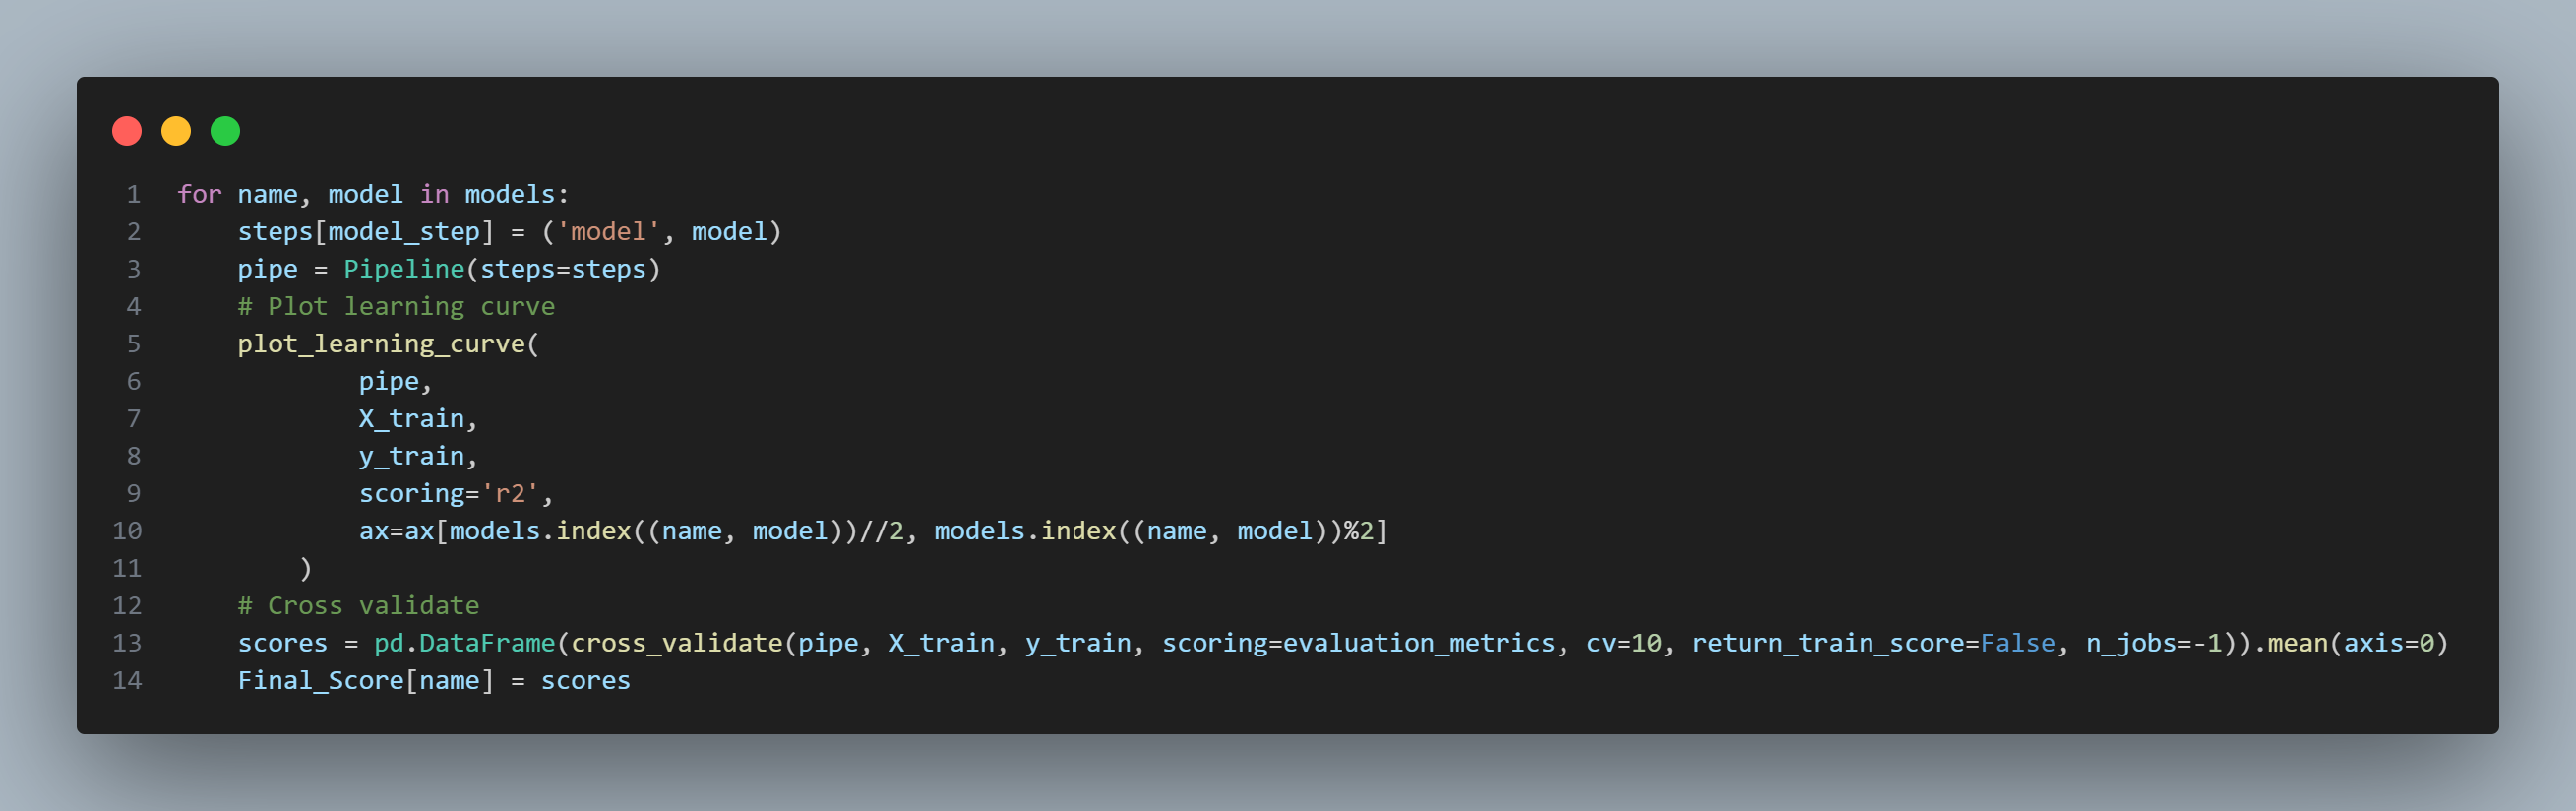 1 for name, model in models:
2     steps[model_step] = ('model', model)
3     pipe = Pipeline(steps=steps)
4     # Plot learning curve
5     plot_learning_curve(
6             pipe,
7             X_train,
8             y_train,
9             scoring='r2',
10             ax=ax[models.index((name, model))//2, models.index((name, model))%2]
11         )
12     # Cross validate
13     scores = pd.DataFrame(cross_validate(pipe, X_train, y_train, scoring=evaluation_metrics, cv=10, return_train_score=False, n_jobs=-1)).mean(axis=0)
14     Final_Score[name] = scores